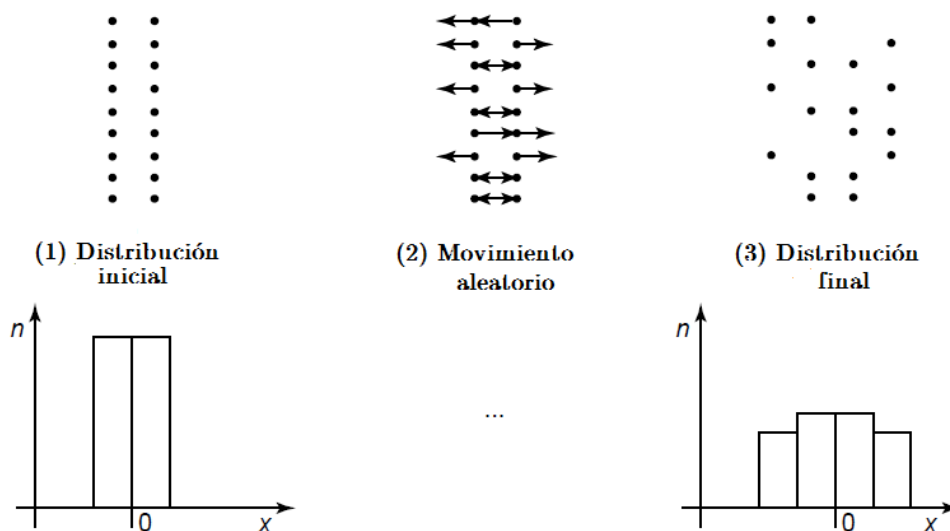 (1) Distribución
inicial
(2) Movimiento
aleatorio
(3) Distribución
final
n
0
x
...
n
0
x